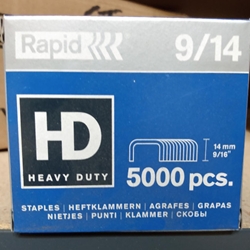 Rapid
9/14
HD
HEAVY DUTY
14 mm
9/16"
5000 pcs.
STAPLES | HEFTKLAMMERN | AGRAFES | GRAPAS
NIETJES | PUNTI | KLAMMER | СКОБЫ